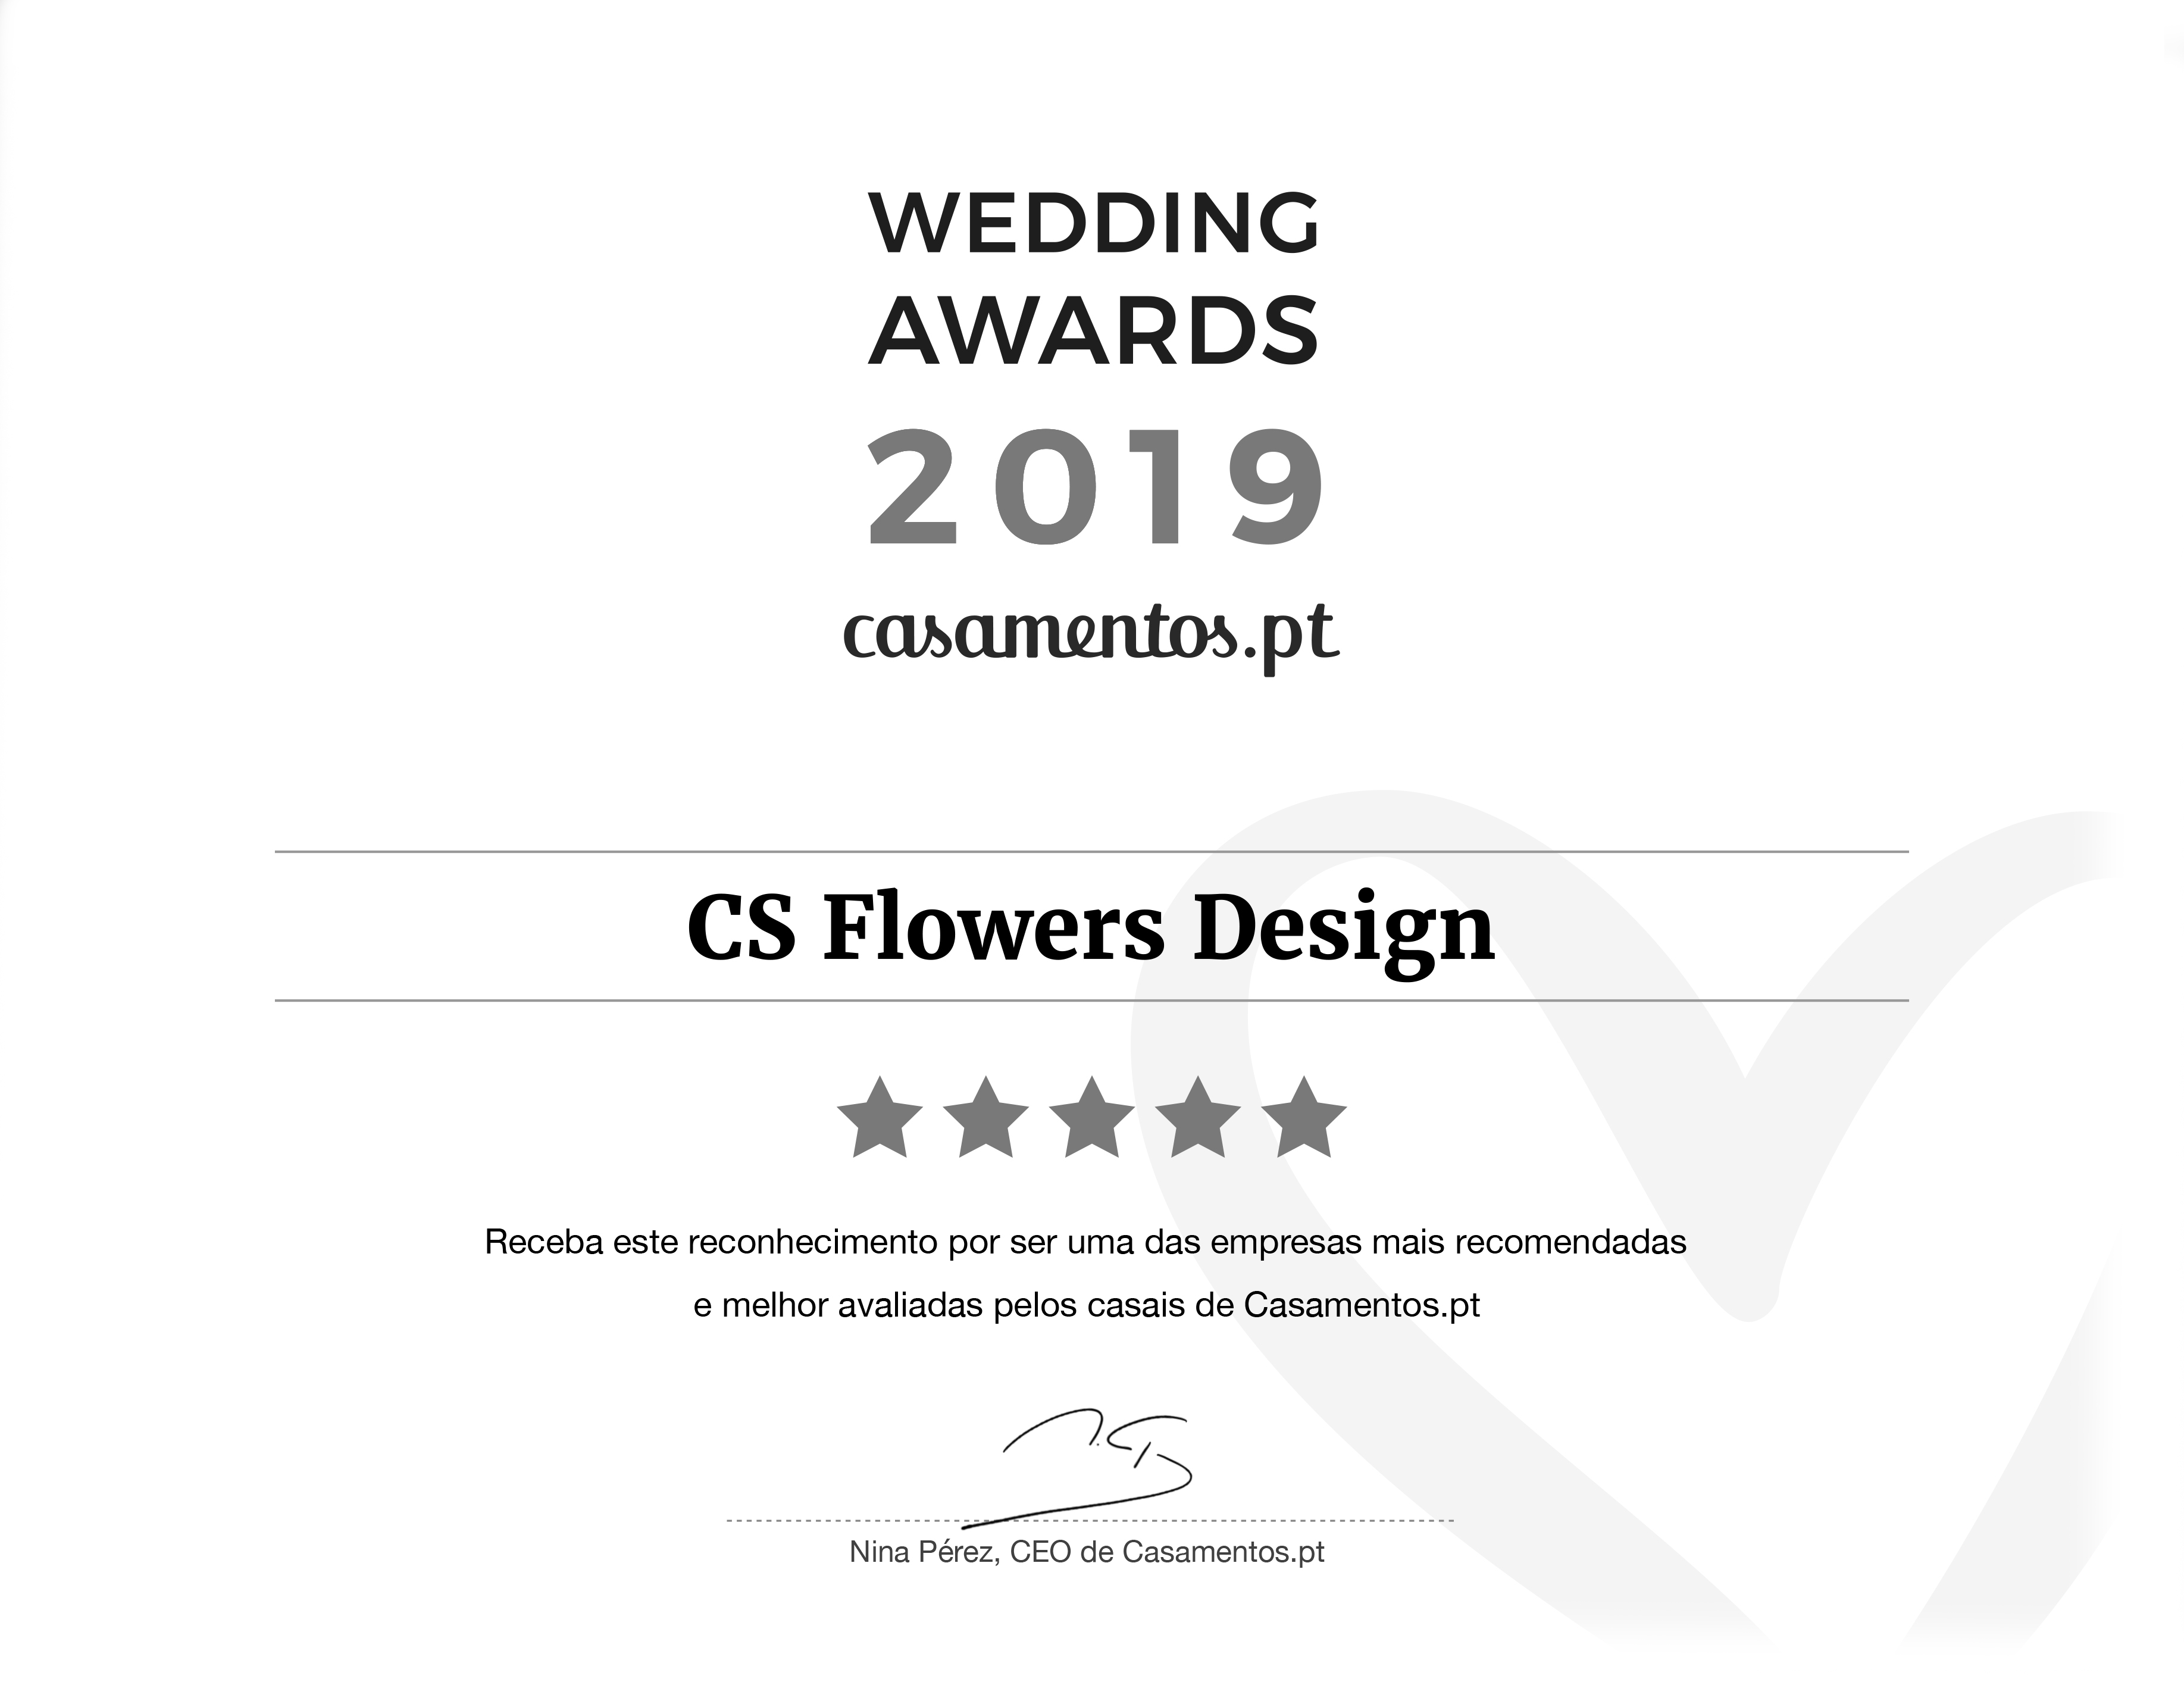 WEDDING
AWARDS
2019
casamentos.pt
CS Flowers Design
Receba este reconhecimento por ser uma das empresas mais recomendadas
e melhor avaliadas pelos casais de Casamentos.pt
Nina Pérez, CEO de Casamentos.pt